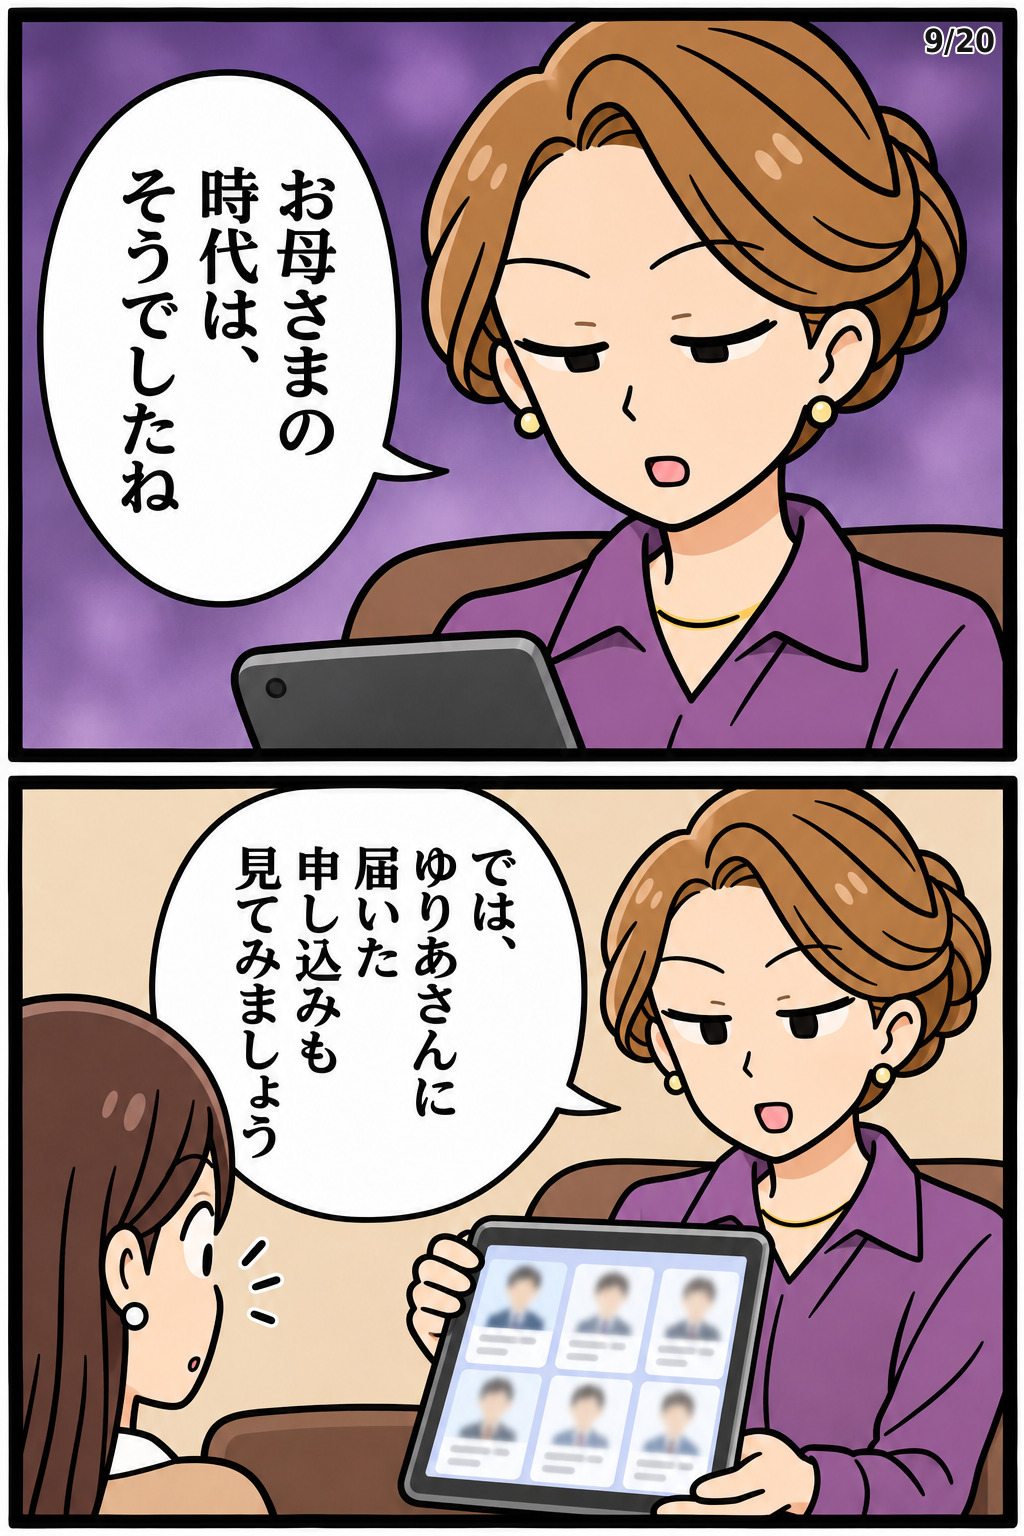 9/20
お母さまの
時代は、
そうでしたね
では、
ゆりあさんに
届いた
申し込みも
見てみましょう